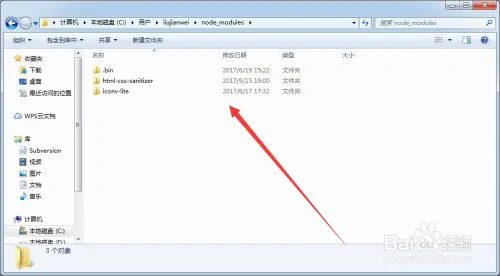 计算机 ▸ 本地磁盘 (C:) ▸ 用户 ▸ liujianwei ▸ node_modules ▸
搜索 node_modules
组织 包含到库中 共享 新建文件夹
收藏夹
下载
桌面
最近访问的位置
WPS云文档
库
Subversion
视频
图片
文档
音乐
计算机
本地磁盘 (C:)
本地磁盘 (D:)
名称 修改日期 类型 大小
.bin 2017/6/19 15:22 文件夹
html-css-sanitizer 2017/9/15 19:00 文件夹
iconv-lite 2017/6/17 17:32 文件夹
3 个对象
Baidu 经验